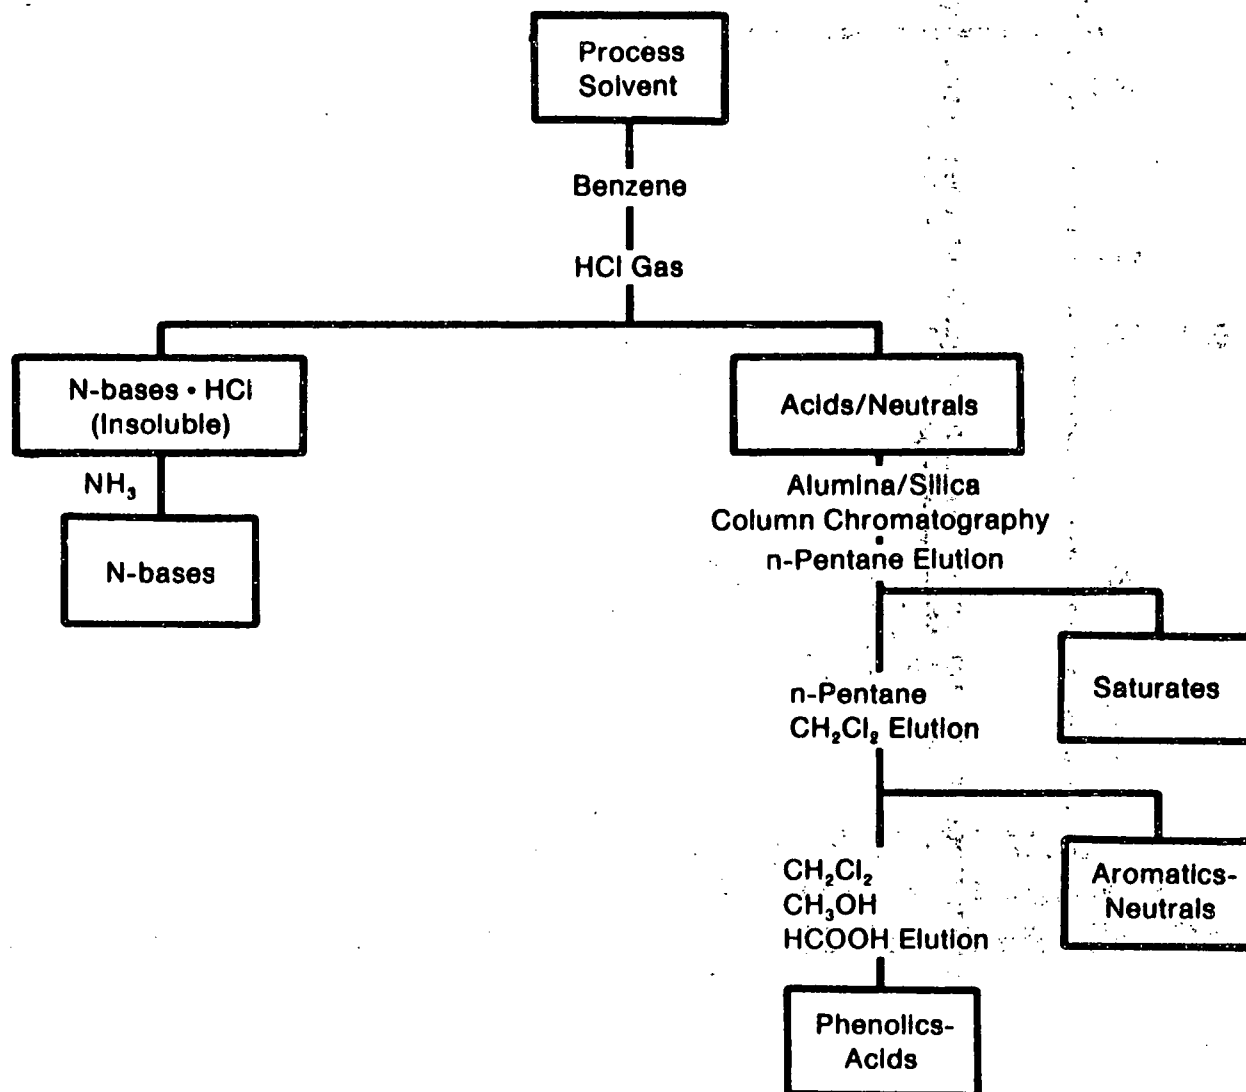 Process
Solvent
Benzene
HCl Gas
N-bases • HCl
(Insoluble)
Acids/Neutrals
NH₃
N-bases
Alumina/Silica
Column Chromatography
n-Pentane Elution
Saturates
n-Pentane
CH₂Cl₂ Elution
Aromatics-
Neutrals
CH₂Cl₂
CH₃OH
HCOOH Elution
Phenolics-
Acids